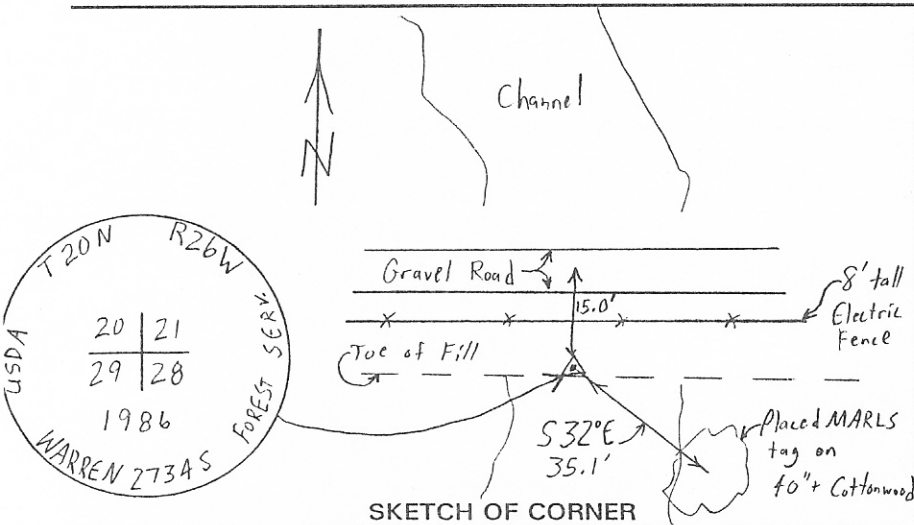 Channel
N
T20N R26W
USDA
FOREST SERV.
20 | 21
29 | 28
1986
WARREN 2734S
Gravel Road
15.0'
8' tall
Electric
Fence
Toe of Fill
S32°E
35.1'
Placed MARLS
tag on
40"+ Cottonwood
SKETCH OF CORNER